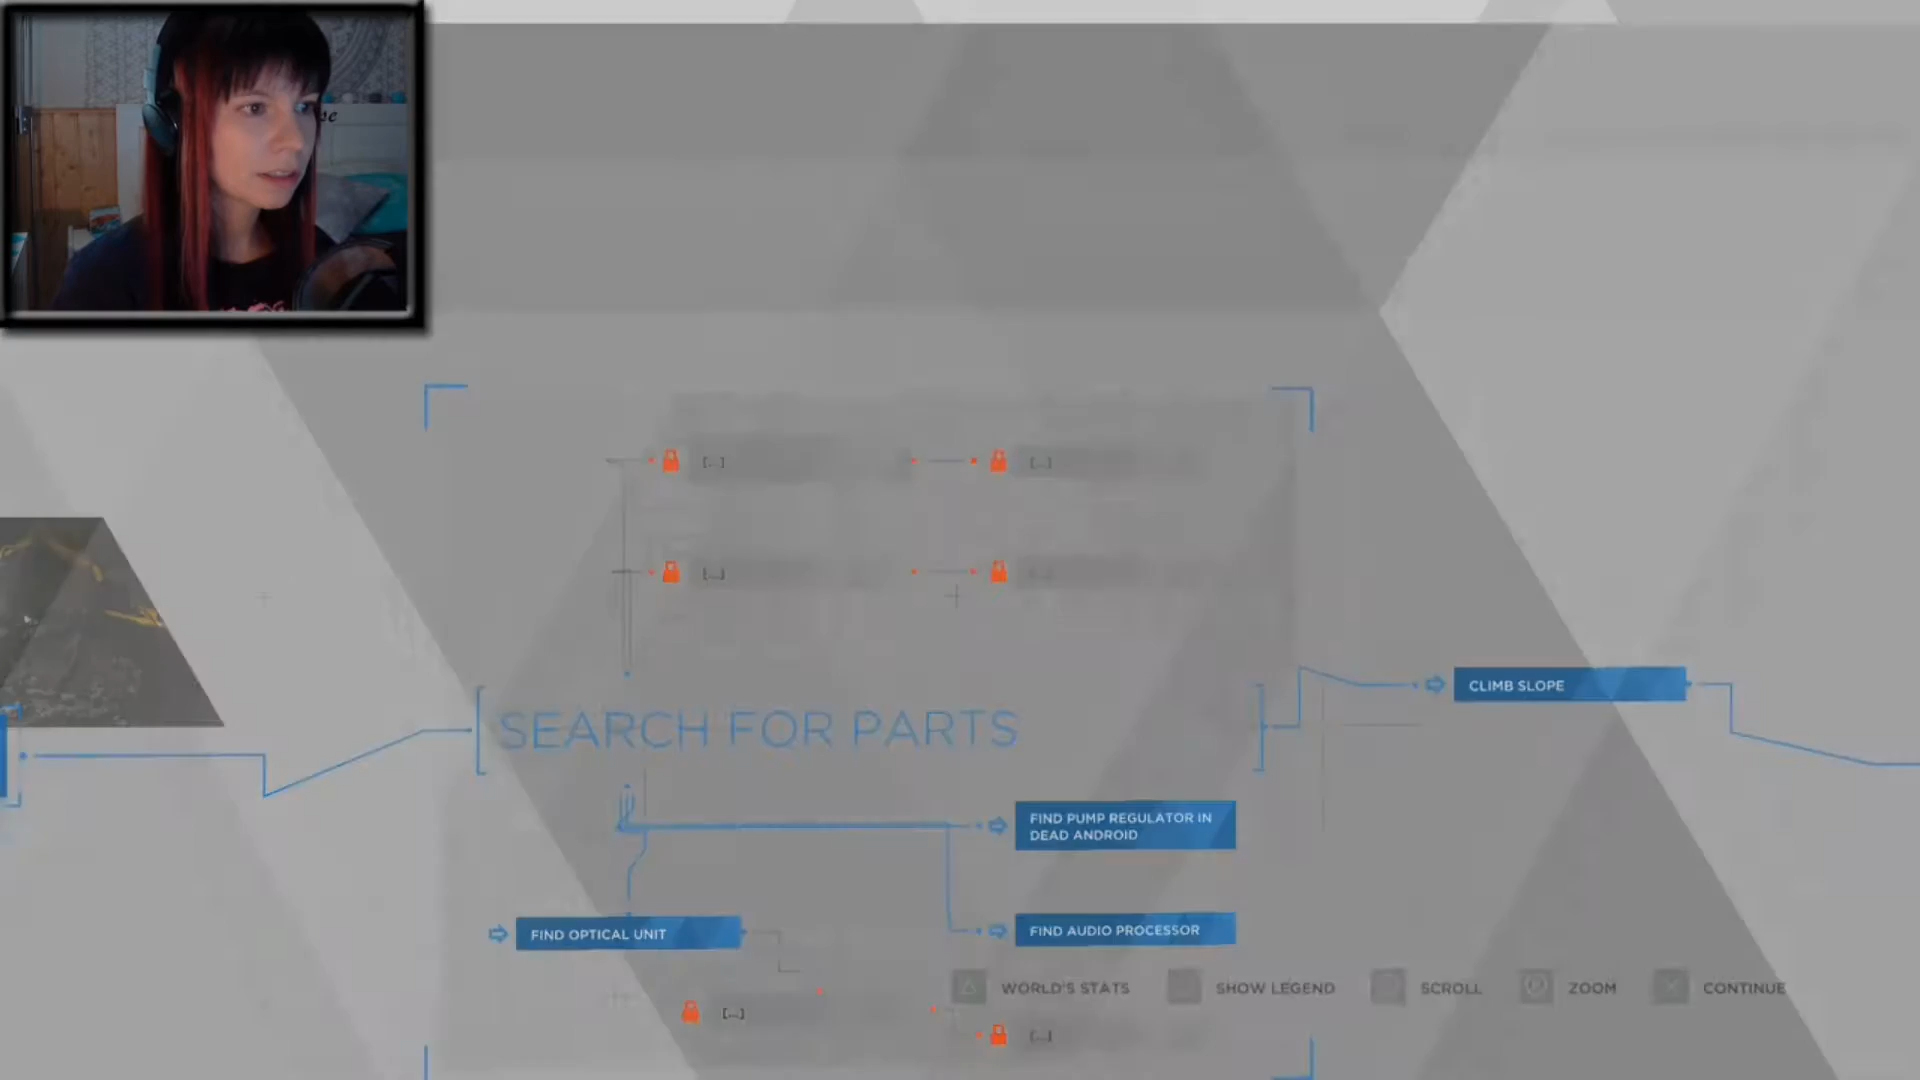 se
[...] [...]
[...] [...]
SEARCH FOR PARTS
CLIMB SLOPE
FIND PUMP REGULATOR IN
DEAD ANDROID
FIND OPTICAL UNIT
FIND AUDIO PROCESSOR
WORLD'S STATS SHOW LEGEND SCROLL ZOOM CONTINUE
[...]
[...]